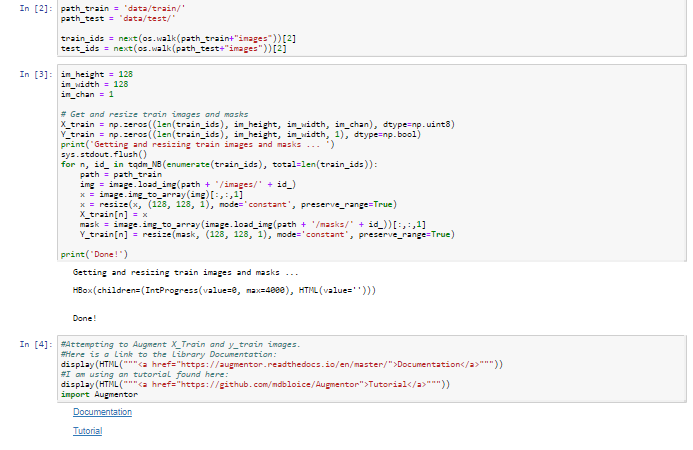 In [2]: path_train = 'data/train/'
path_test = 'data/test/'
train_ids = next(os.walk(path_train+"images"))[2]
test_ids = next(os.walk(path_test+"images"))[2]
In [3]: im_height = 128
im_width = 128
im_chan = 1
# Get and resize train images and masks
X_train = np.zeros((len(train_ids), im_height, im_width, im_chan), dtype=np.uint8)
Y_train = np.zeros((len(train_ids), im_height, im_width, 1), dtype=np.bool)
print('Getting and resizing train images and masks ... ')
sys.stdout.flush()
for n, id_ in tqdm_NB(enumerate(train_ids), total=len(train_ids)):
path = path_train
img = image.load_img(path + '/images/' + id_)
x = image.img_to_array(img)[:,:,1]
x = resize(x, (128, 128, 1), mode='constant', preserve_range=True)
X_train[n] = x
mask = image.img_to_array(image.load_img(path + '/masks/' + id_))[:,:,1]
Y_train[n] = resize(mask, (128, 128, 1), mode='constant', preserve_range=True)
print('Done!')
Getting and resizing train images and masks ...
HBox(children=(IntProgress(value=0, max=4000), HTML(value='')))
Done!
In [4]: #Attempting to Augment X_Train and y_train images.
#Here is a link to the Library Documentation:
display(HTML("""<a href="https://augmentor.readthedocs.io/en/master/">Documentation</a>"""))
#I am using an tutorial found here:
display(HTML("""<a href="https://github.com/mdbloice/Augmentor">Tutorial</a>"""))
import Augmentor
Documentation
Tutorial